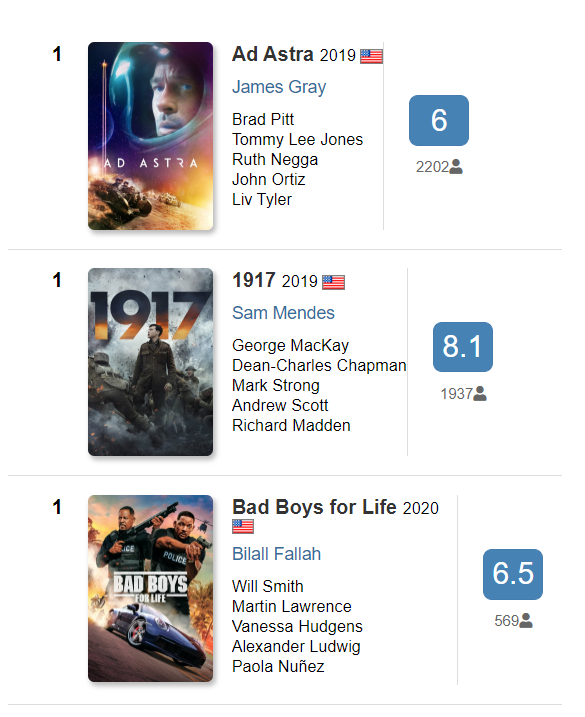 1
AD ASTRA
Ad Astra 2019
James Gray
Brad Pitt
Tommy Lee Jones
Ruth Negga
John Ortiz
Liv Tyler
6
2202
1
1917
1917 2019
Sam Mendes
George MacKay
Dean-Charles Chapman
Mark Strong
Andrew Scott
Richard Madden
8.1
1937
1
POLICE
BAD BOYS
FOR LIFE
Bad Boys for Life 2020
Bilall Fallah
Will Smith
Martin Lawrence
Vanessa Hudgens
Alexander Ludwig
Paola Nuñez
6.5
569